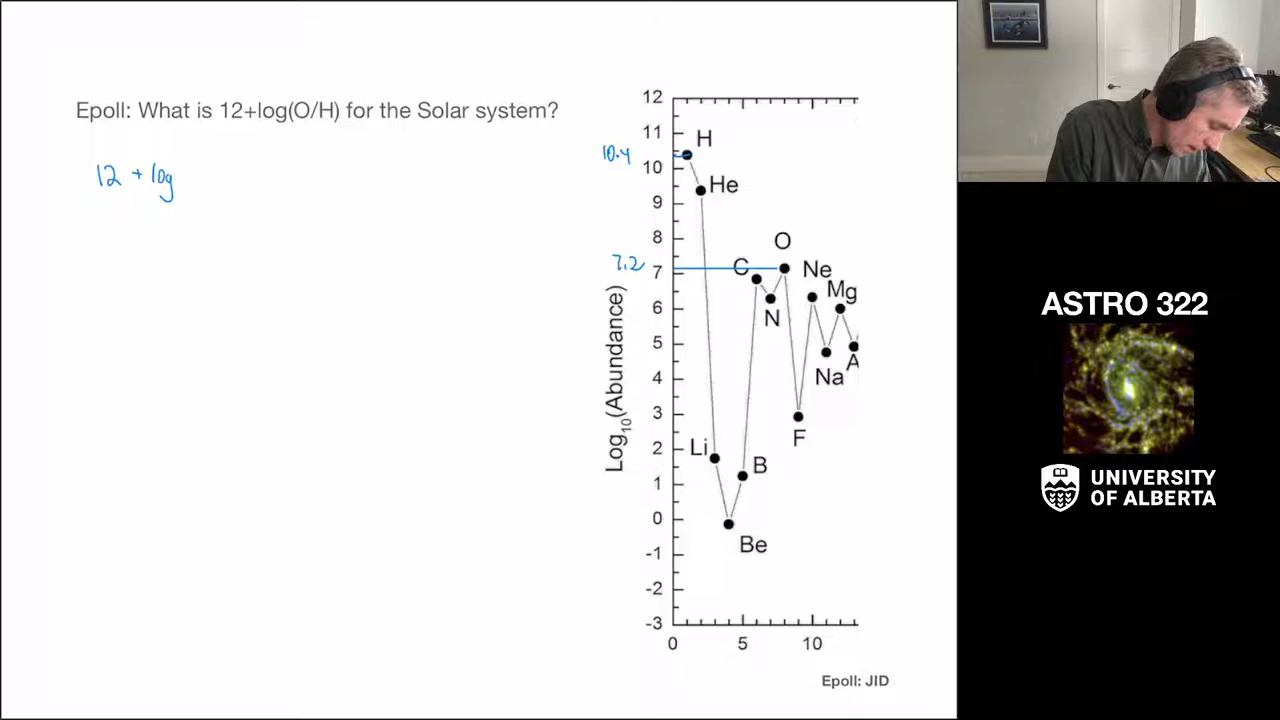 Epoll: What is 12+log(O/H) for the Solar system?
12 + log
12
11
H
10.4
10
He
9
8
O
7.2
7
C
Ne
Mg
6
N
5
A
Na
4
3
F
2
Li
B
1
0
Be
-1
-2
-3
0
5
10
Log10(Abundance)
Epoll: JID
ASTRO 322
UNIVERSITY
OF ALBERTA